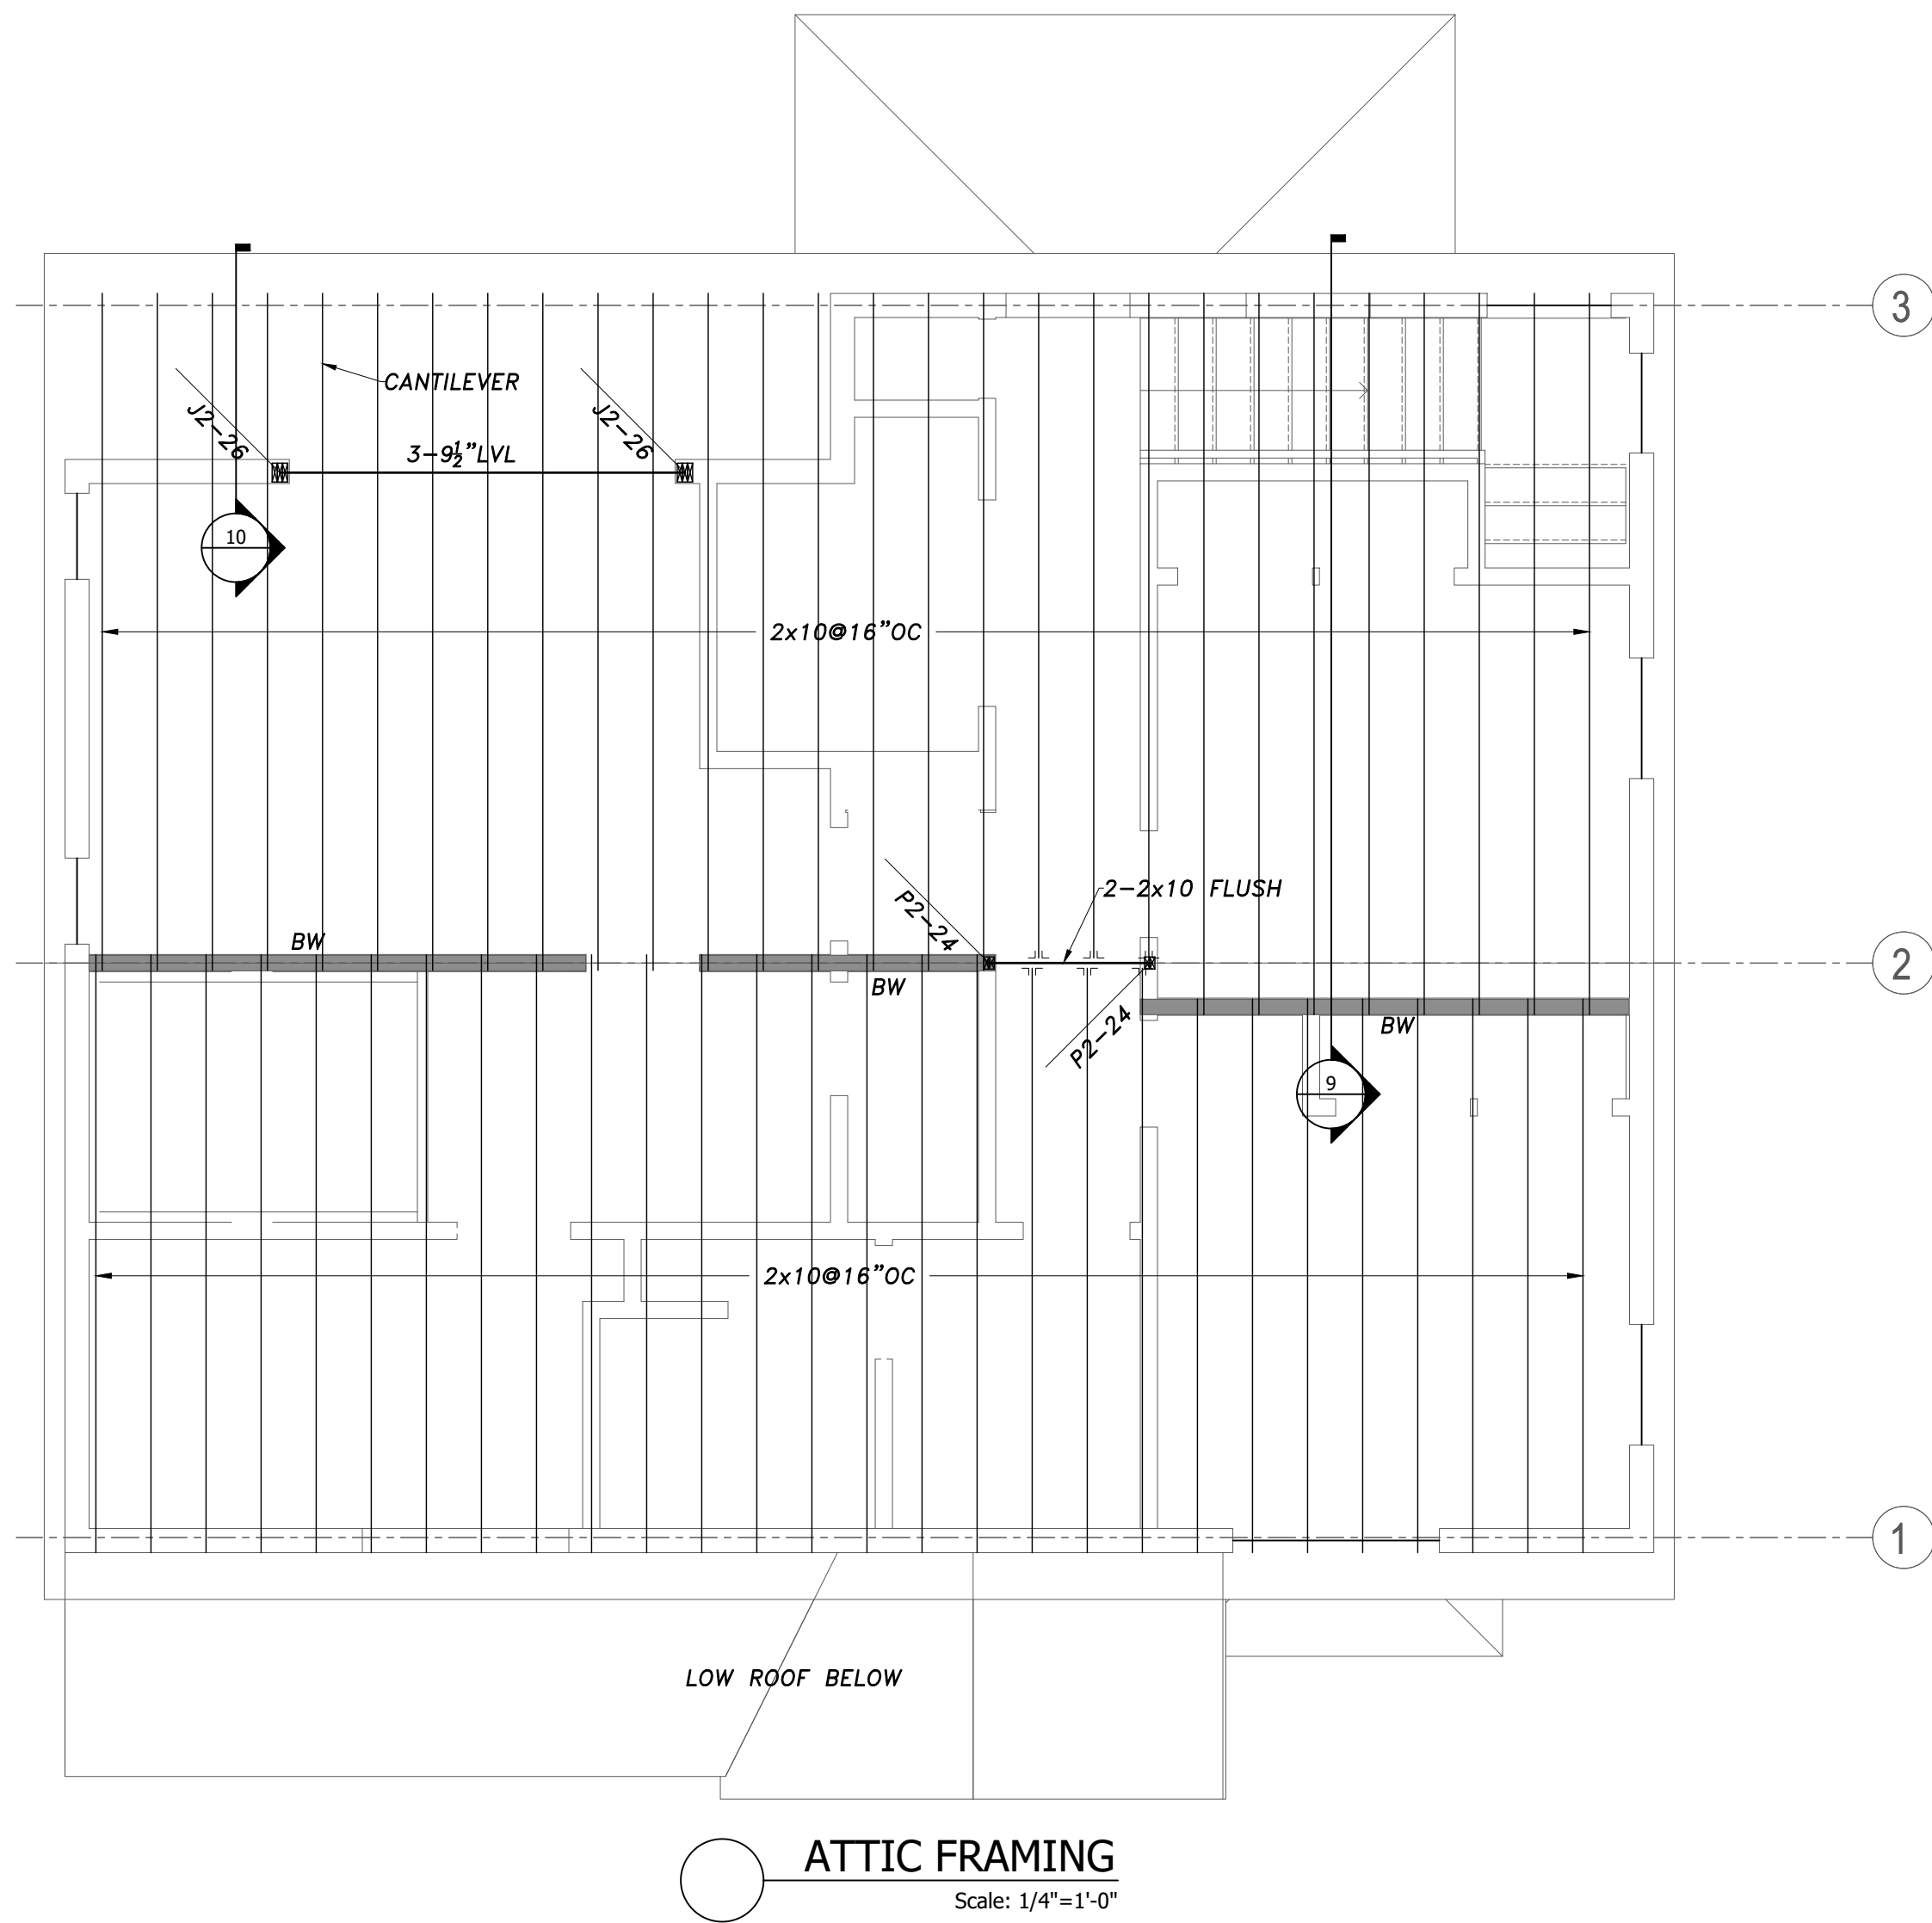 3
CANTILEVER
J2-26
J2-26
3-9½"LVL
10
2x10@16"OC
P2-24
2-2x10 FLUSH
BW
2
BW
BW
P2-24
9
2x10@16"OC
1
LOW ROOF BELOW
ATTIC FRAMING
Scale: 1/4"=1'-0"